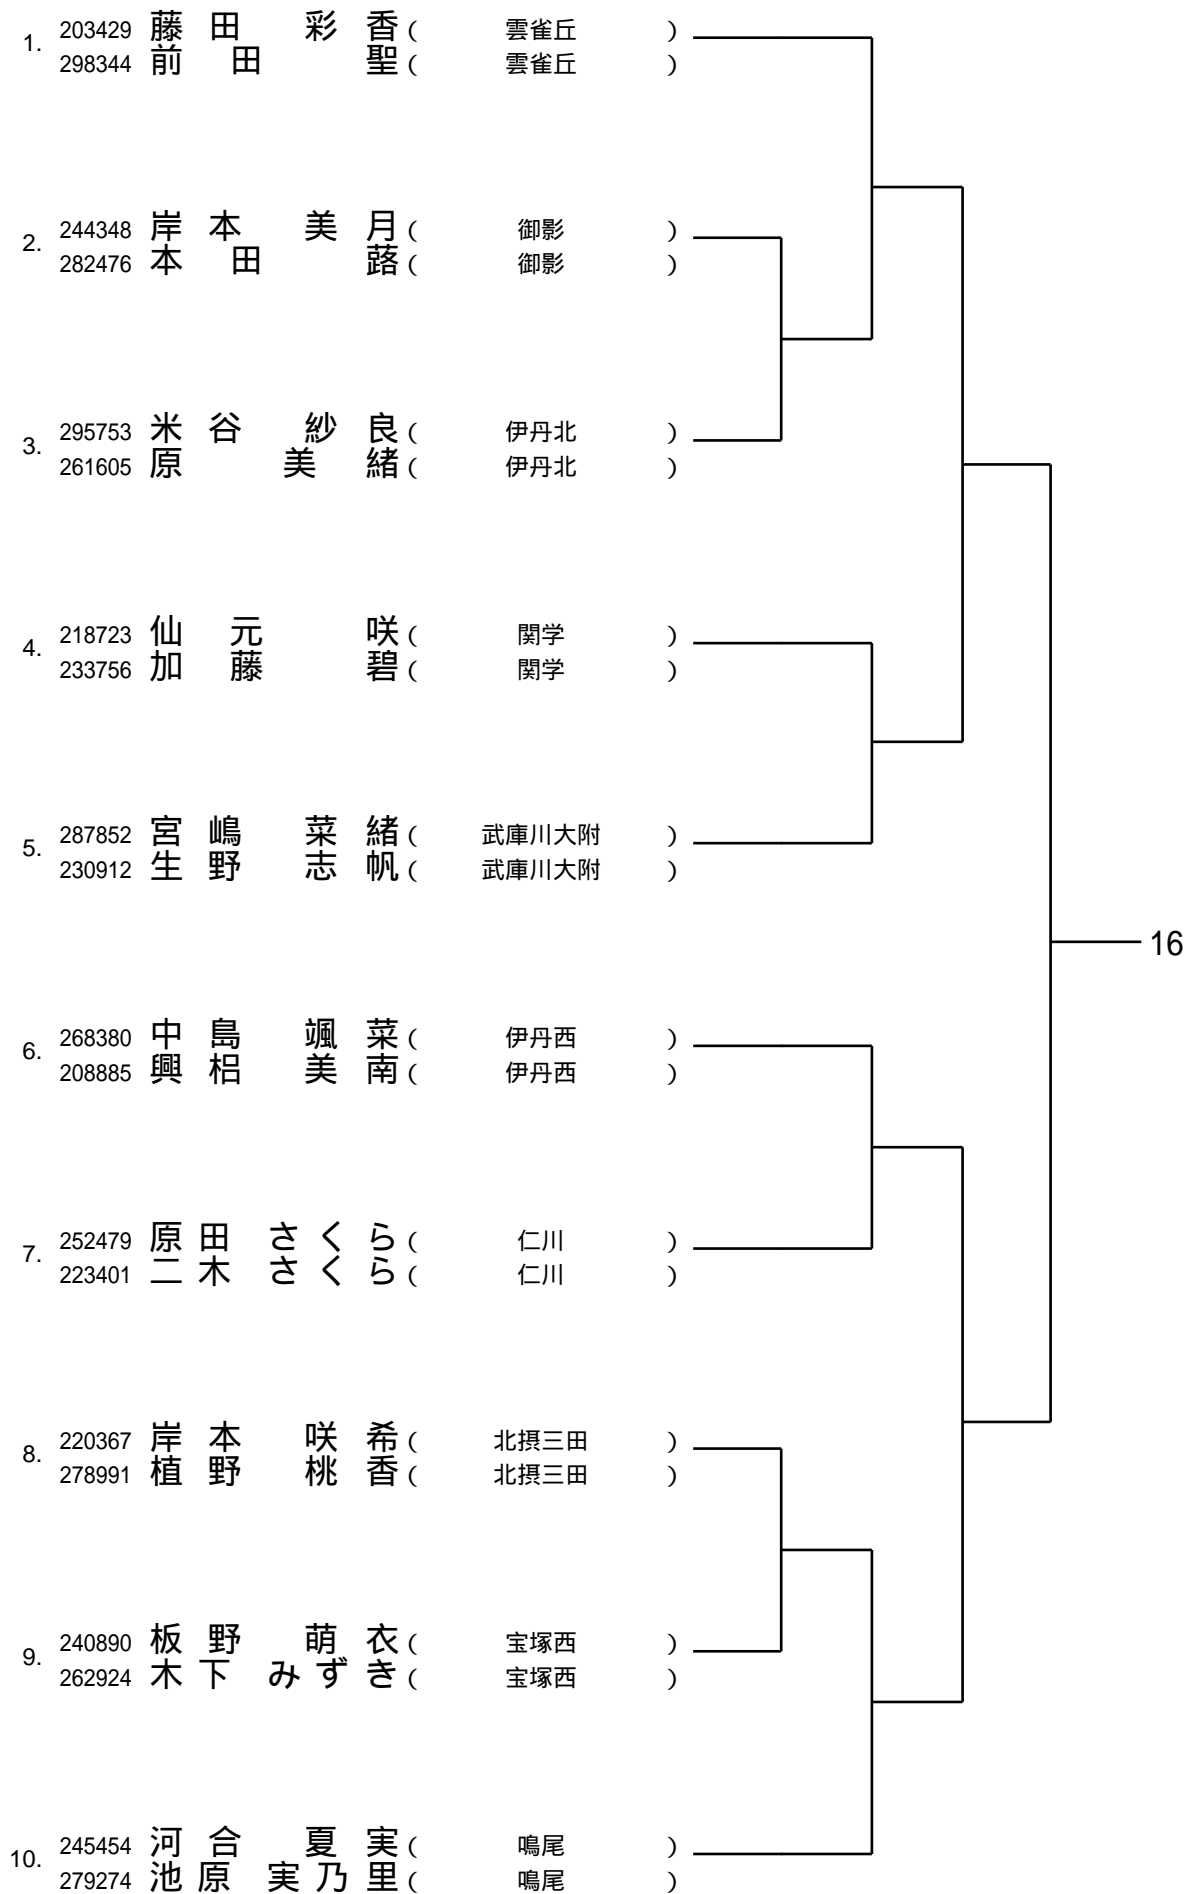 1. 203429 藤田 彩香 ( 雲雀丘 )
298344 前田 聖 ( 雲雀丘 )
2. 244348 岸本 美月 ( 御影 )
282476 本田 蕗 ( 御影 )
3. 295753 米谷 紗良 ( 伊丹北 )
261605 原 美緒 ( 伊丹北 )
4. 218723 仙元 咲 ( 関学 )
233756 加藤 碧 ( 関学 )
5. 287852 宮嶋 菜緒 ( 武庫川大附 )
230912 生野 志帆 ( 武庫川大附 )
16
6. 268380 中島 颯菜 ( 伊丹西 )
208885 興梠 美南 ( 伊丹西 )
7. 252479 原田 さくら ( 仁川 )
223401 二木 さくら ( 仁川 )
8. 220367 岸本 咲希 ( 北摂三田 )
278991 植野 桃香 ( 北摂三田 )
9. 240890 板野 萌衣 ( 宝塚西 )
262924 木下 みずき ( 宝塚西 )
10. 245454 河合 夏実 ( 鳴尾 )
279274 池原 実乃里 ( 鳴尾 )